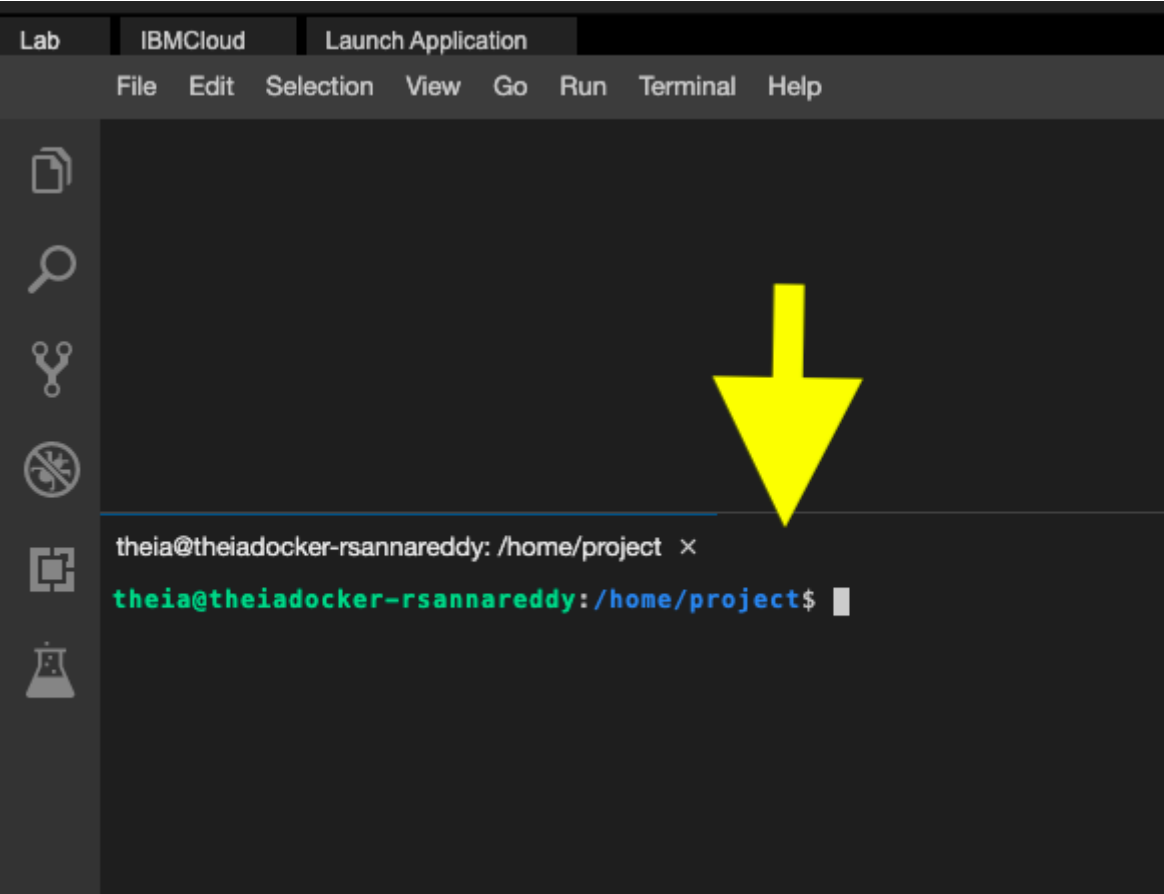 Lab IBMCloud Launch Application
File Edit Selection View Go Run Terminal Help
theia@theiadocker-rsannareddy: /home/project ×
theia@theiadocker-rsannareddy:/home/project$